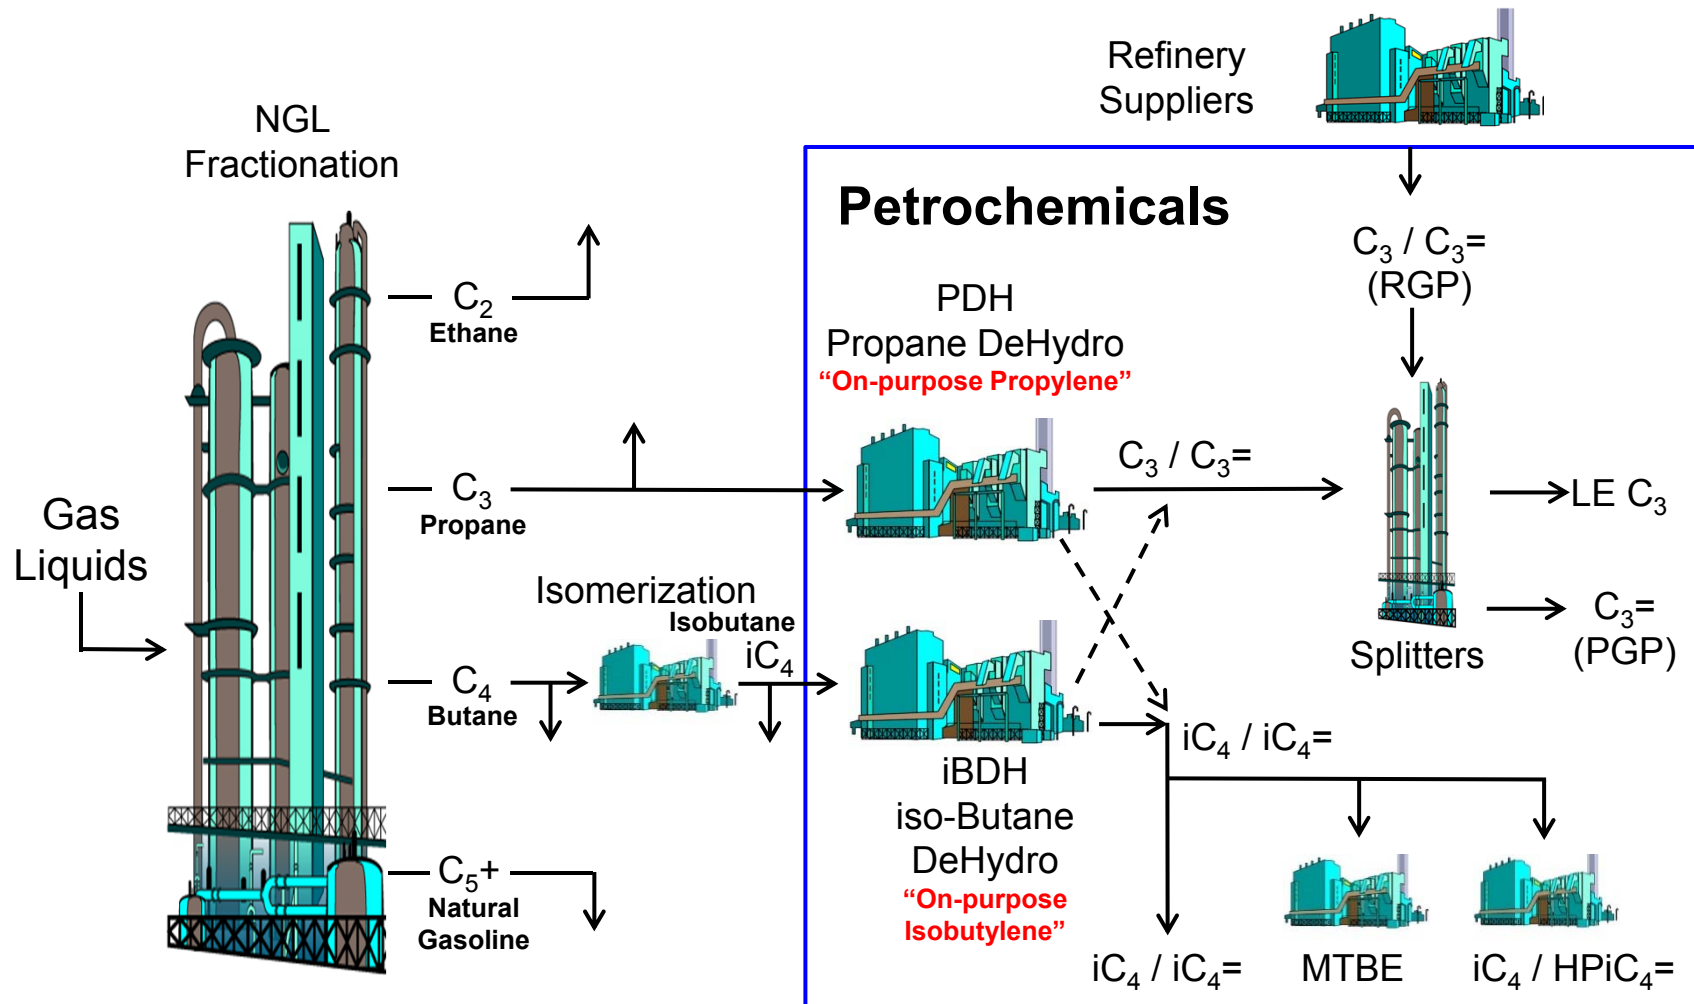 Refinery
Suppliers
NGL
Fractionation
Petrochemicals
C₃ / C₃=
(RGP)
C₂
Ethane
PDH
Propane DeHydro
“On-purpose Propylene”
C₃ / C₃=
C₃
Propane
LE C₃
Gas
Liquids
Isomerization
Isobutane
iC₄
C₃=
(PGP)
Splitters
C₄
Butane
iC₄ / iC₄=
iBDH
iso-Butane
DeHydro
“On-purpose
Isobutylene”
C₅+
Natural
Gasoline
iC₄ / iC₄=
MTBE
iC₄ / HPiC₄=